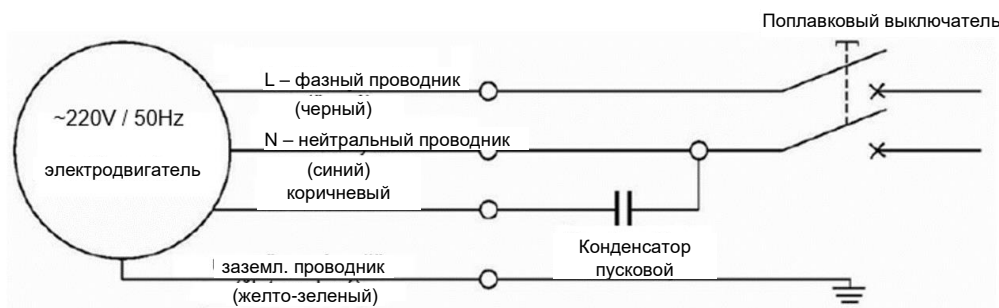 Поплавковый выключатель
L – фазный проводник
(черный)
~220V / 50Hz
электродвигатель
N – нейтральный проводник
(синий)
коричневый
Конденсатор
пусковой
заземл. проводник
(желто-зеленый)